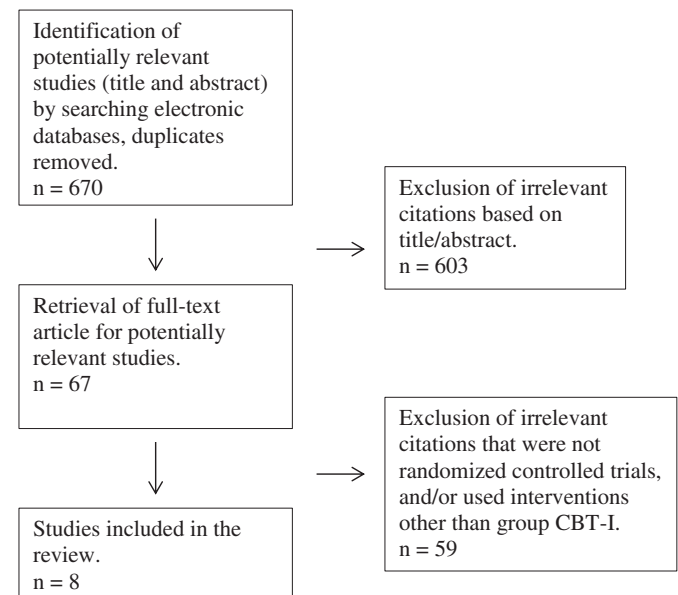 Identification of
potentially relevant
studies (title and abstract)
by searching electronic
databases, duplicates
removed.
n = 670
Exclusion of irrelevant
citations based on
title/abstract.
n = 603
Retrieval of full-text
article for potentially
relevant studies.
n = 67
Exclusion of irrelevant
citations that were not
randomized controlled trials,
and/or used interventions
other than group CBT-I.
n = 59
Studies included in the
review.
n = 8